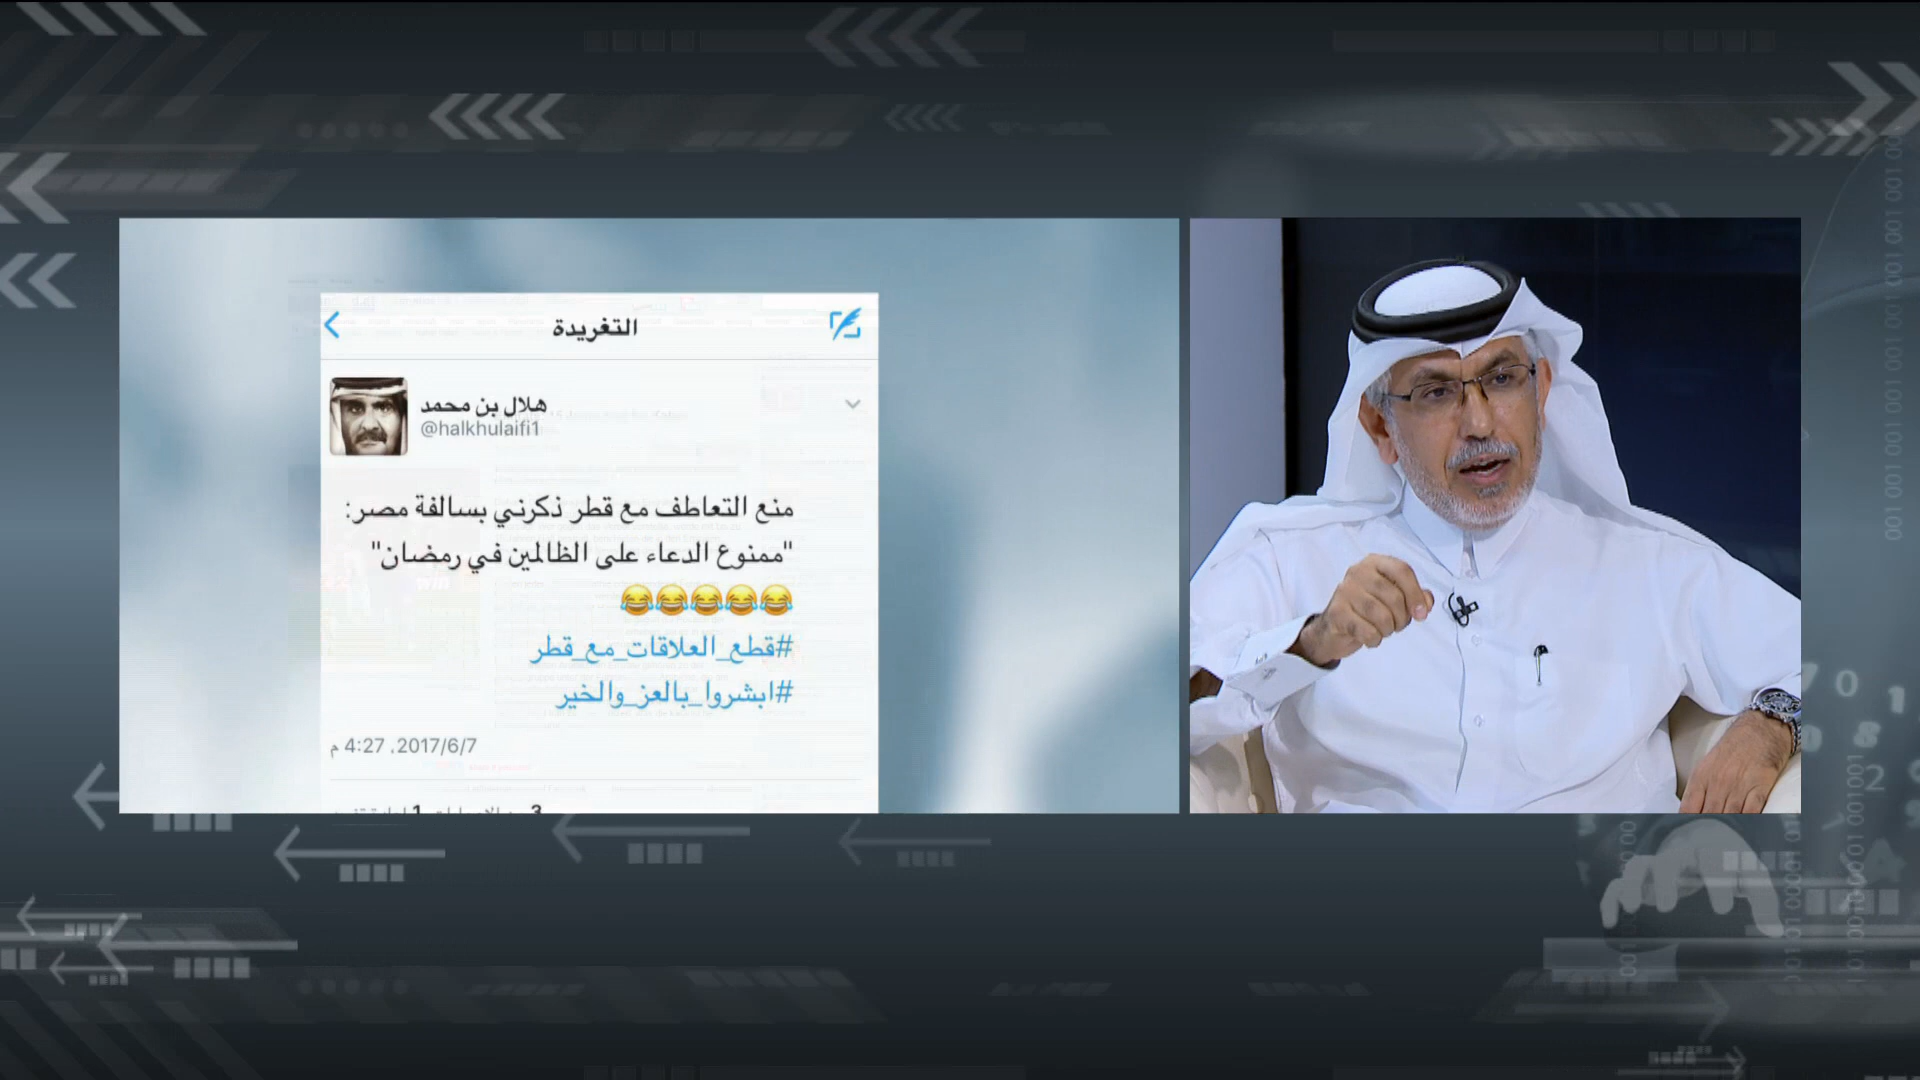 التغريدة
هلال بن محمد
@halkhulaifi1
منع التعاطف مع قطر ذكرني بسالفة مصر:
"ممنوع الدعاء على الظالمين في رمضان"
😂😂😂😂😂
#قطع_العلاقات_مع_قطر
#ابشروا_بالعز_والخير
2017/6/7، 4:27 م